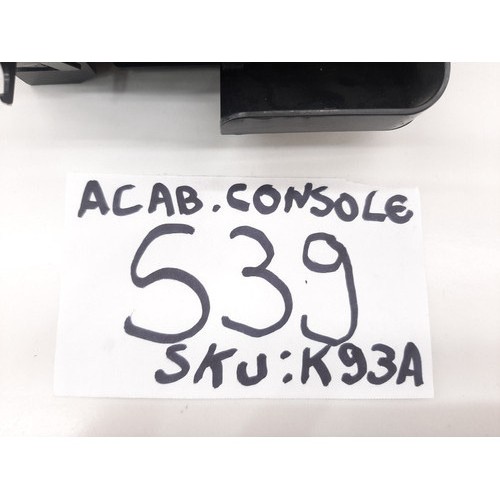 ACAB. CONSOLE
539
SKU: K93A